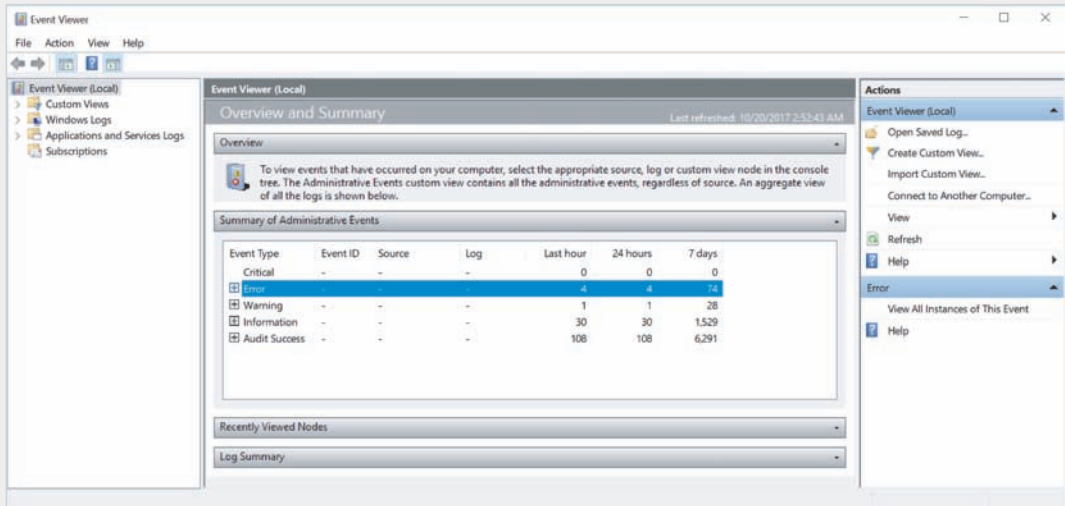 Event Viewer
File Action View Help
Event Viewer (Local)
Custom Views
Windows Logs
Applications and Services Logs
Subscriptions
Event Viewer (Local)
Overview and Summary
Last refreshed: 10/20/2017 2:52:43 AM
Overview
To view events that have occurred on your computer, select the appropriate source, log or custom view node in the console
tree. The Administrative Events custom view contains all the administrative events, regardless of source. An aggregate view
of all the logs is shown below.
Summary of Administrative Events
Event Type Event ID Source Log Last hour 24 hours 7 days
Critical - - - 0 0 0
Error - - - 4 4 74
Warning - - - 1 1 28
Information - - - 30 30 1,529
Audit Success - - - 108 108 6,291
Recently Viewed Nodes
Log Summary
Actions
Event Viewer (Local)
Open Saved Log...
Create Custom View...
Import Custom View...
Connect to Another Computer...
View
Refresh
Help
Error
View All Instances of This Event
Help